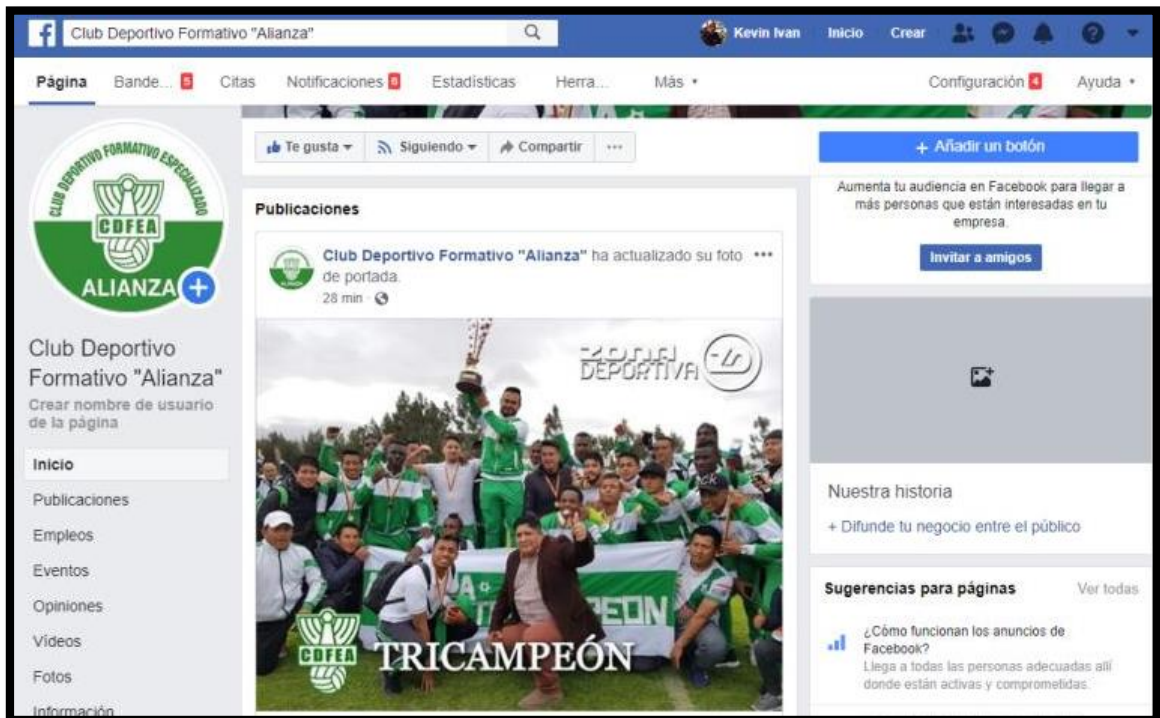 Club Deportivo Formativo "Alianza"
Kevin Ivan
Inicio
Crear
Página
Bande... 5
Citas
Notificaciones 8
Estadísticas
Herra...
Más
Configuración 4
Ayuda
CLUB DEPORTIVO FORMATIVO ESPECIALIZADO
CDFEA
ALIANZA
Club Deportivo
Formativo "Alianza"
Crear nombre de usuario
de la página
Inicio
Publicaciones
Empleos
Eventos
Opiniones
Vídeos
Fotos
Información
Te gusta
Siguiendo
Compartir
Publicaciones
Club Deportivo Formativo "Alianza" ha actualizado su foto
de portada.
28 min
ZONA
DEPORTIVA
CDFEA
TRICAMPEÓN
+ Añadir un botón
Aumenta tu audiencia en Facebook para llegar a
más personas que están interesadas en tu
empresa.
Invitar a amigos
Nuestra historia
+ Difunde tu negocio entre el público
Sugerencias para páginas
Ver todas
¿Cómo funcionan los anuncios de
Facebook?
Llega a todas las personas adecuadas allí
donde están activas y comprometidas.